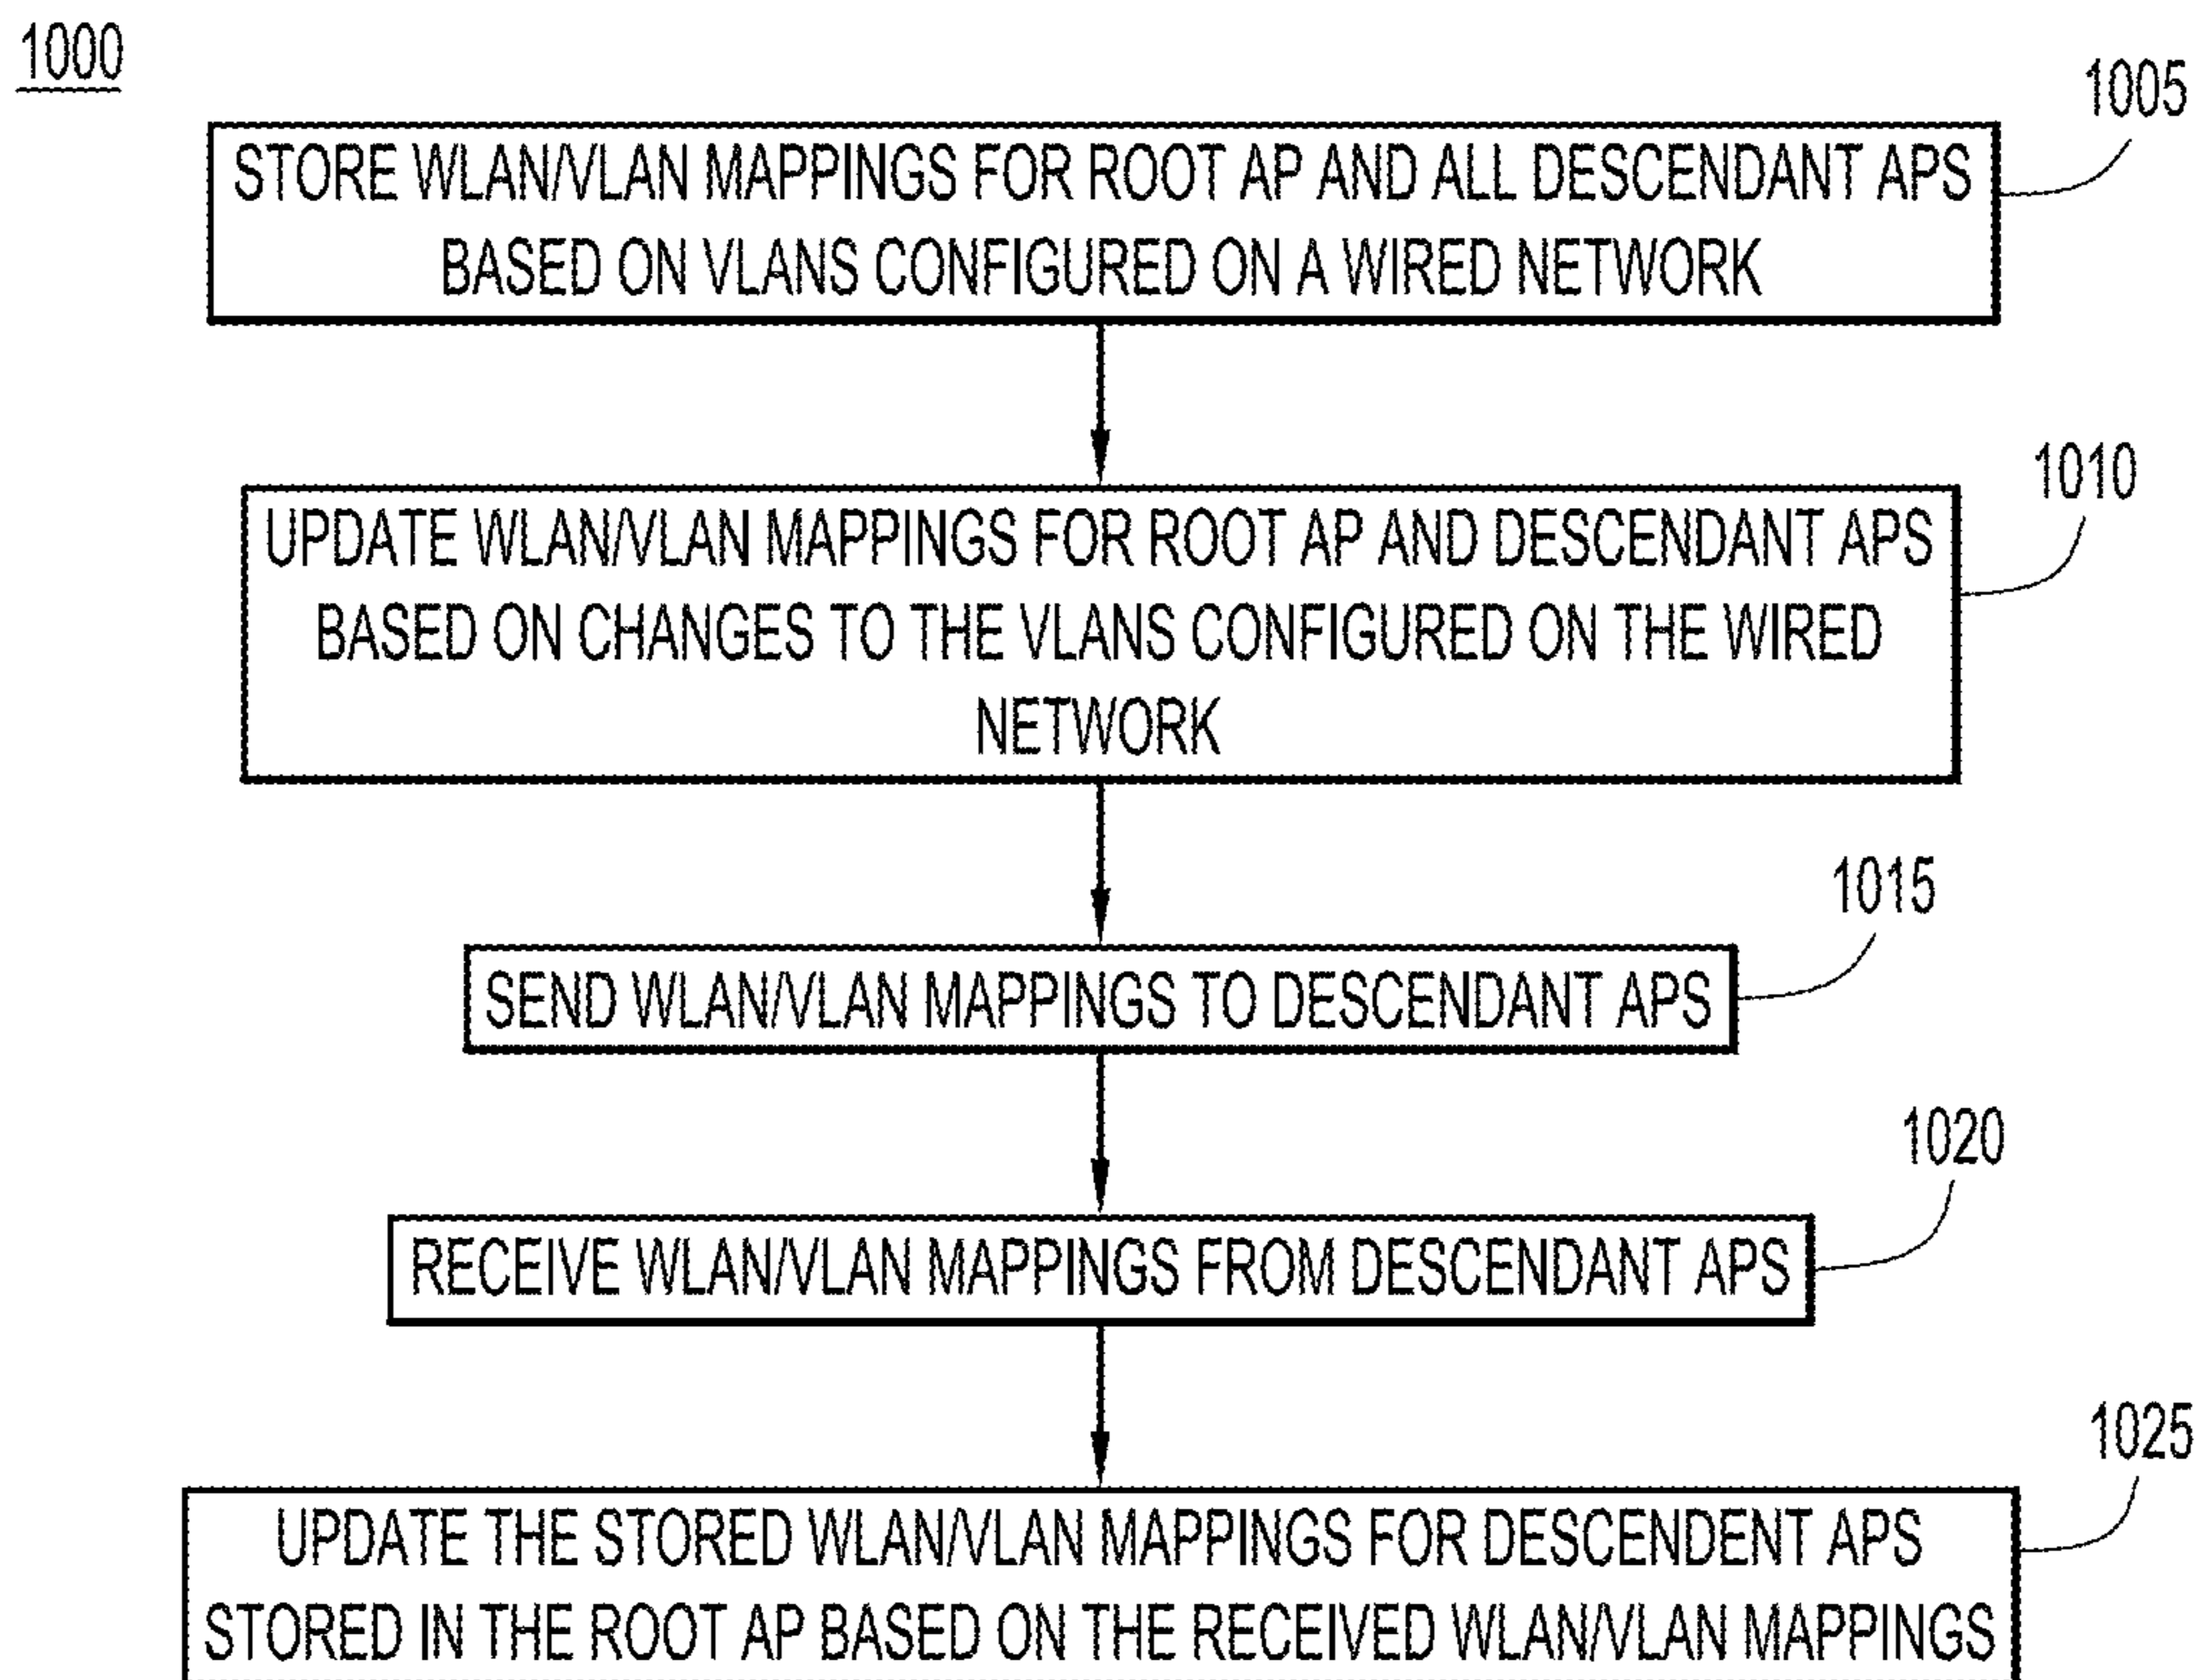 1000
1005
STORE WLAN/VLAN MAPPINGS FOR ROOT AP AND ALL DESCENDANT APS
BASED ON VLANS CONFIGURED ON A WIRED NETWORK
1010
UPDATE WLAN/VLAN MAPPINGS FOR ROOT AP AND DESCENDANT APS
BASED ON CHANGES TO THE VLANS CONFIGURED ON THE WIRED
NETWORK
1015
SEND WLAN/VLAN MAPPINGS TO DESCENDANT APS
1020
RECEIVE WLAN/VLAN MAPPINGS FROM DESCENDANT APS
1025
UPDATE THE STORED WLAN/VLAN MAPPINGS FOR DESCENDENT APS
STORED IN THE ROOT AP BASED ON THE RECEIVED WLAN/VLAN MAPPINGS